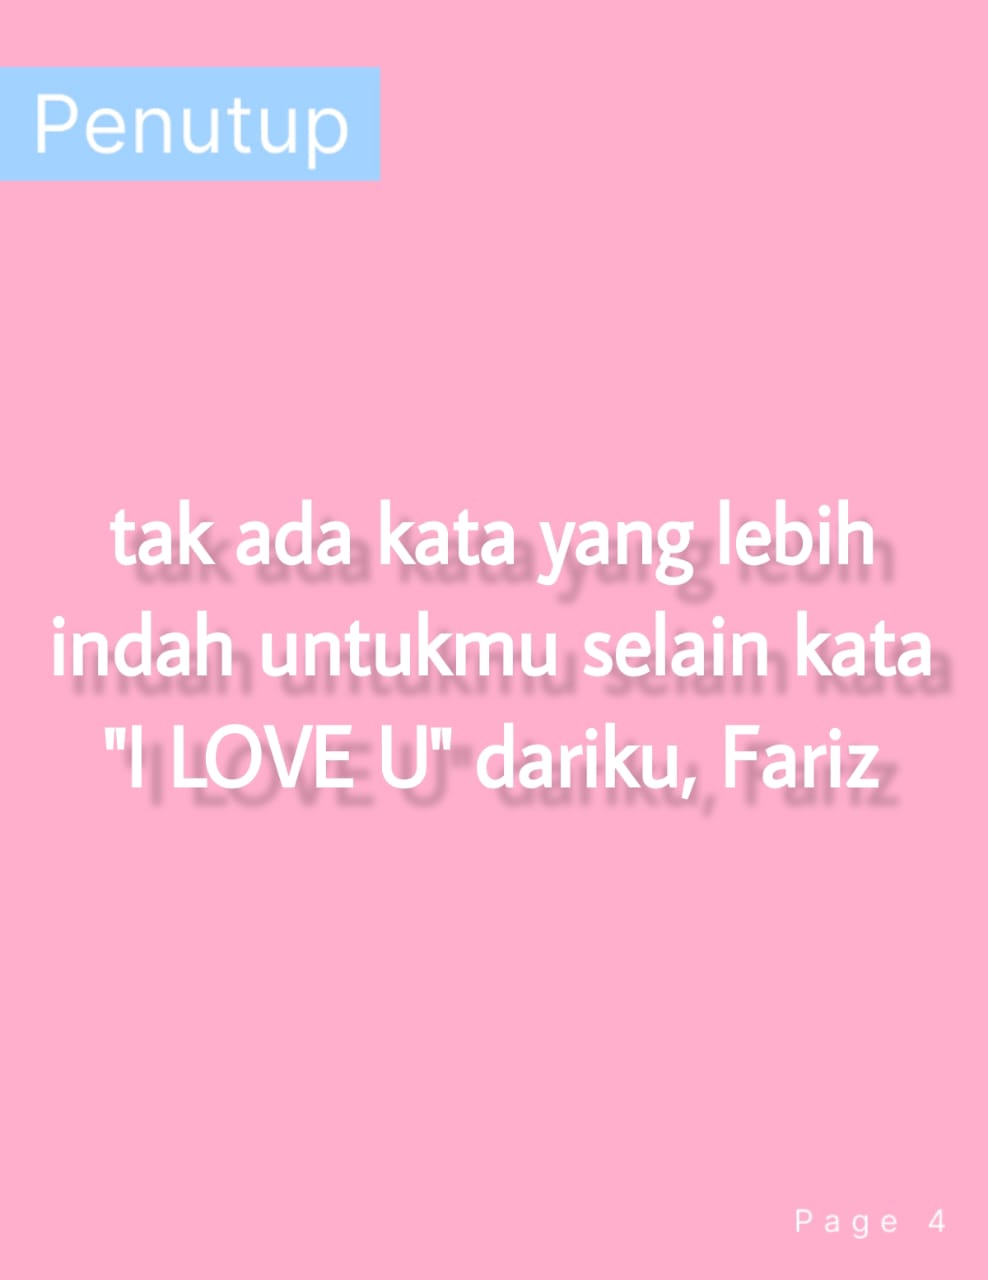 Penutup
tak ada kata yang lebih
indah untukmu selain kata
"I LOVE U" dariku, Fariz
Page 4